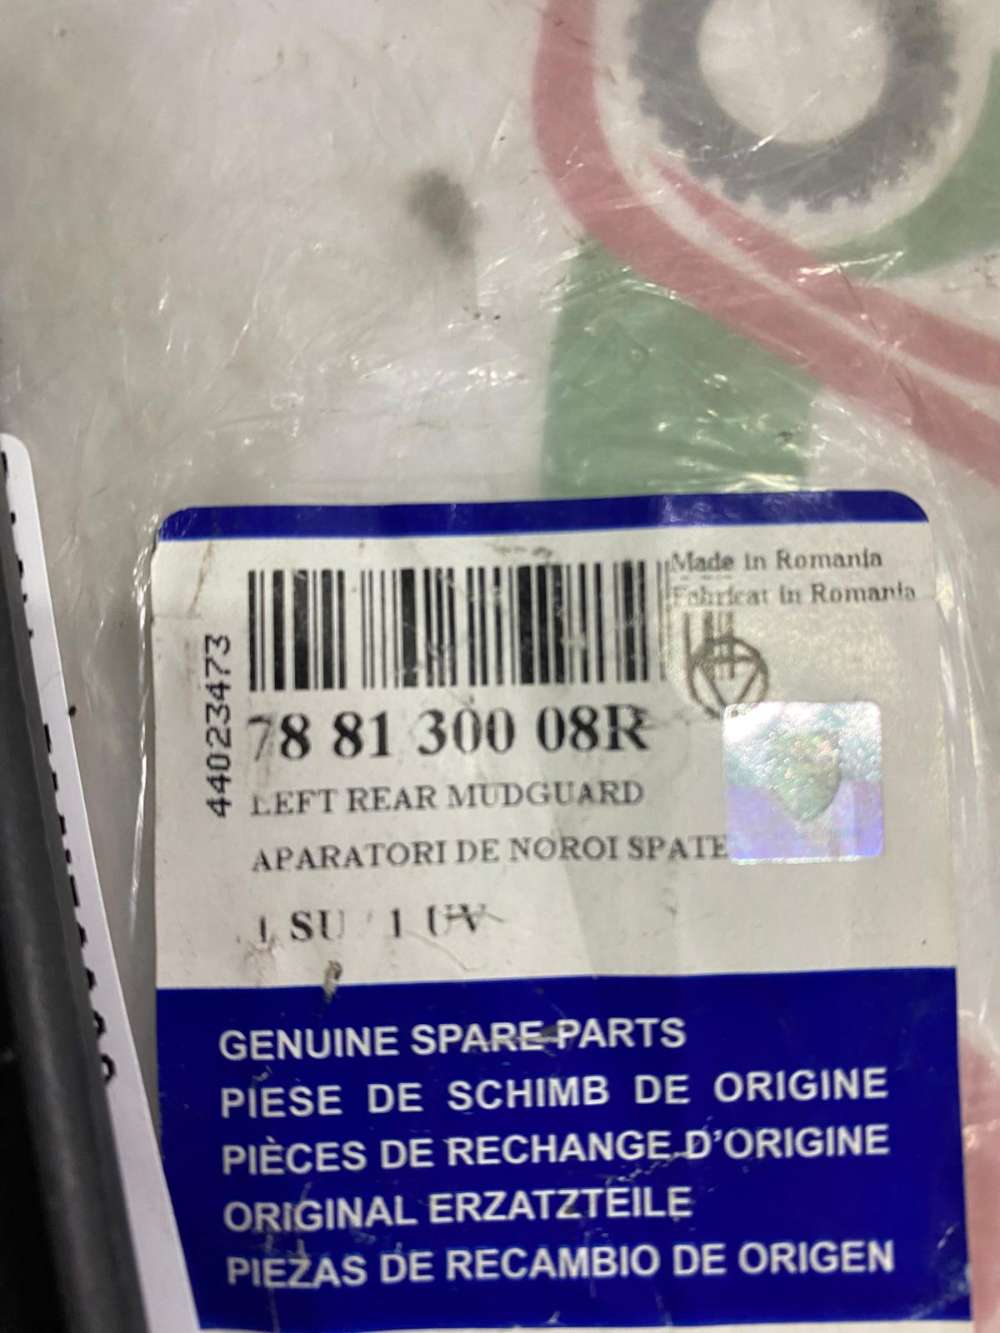 Made in Romania
Fabricat in Romania
44023473
78 81 300 08R
LEFT REAR MUDGUARD
APARATORI DE NOROI SPATE
1 SU 1 UV
GENUINE SPARE PARTS
PIESE DE SCHIMB DE ORIGINE
PIÈCES DE RECHANGE D'ORIGINE
ORIGINAL ERZATZTEILE
PIEZAS DE RECAMBIO DE ORIGEN